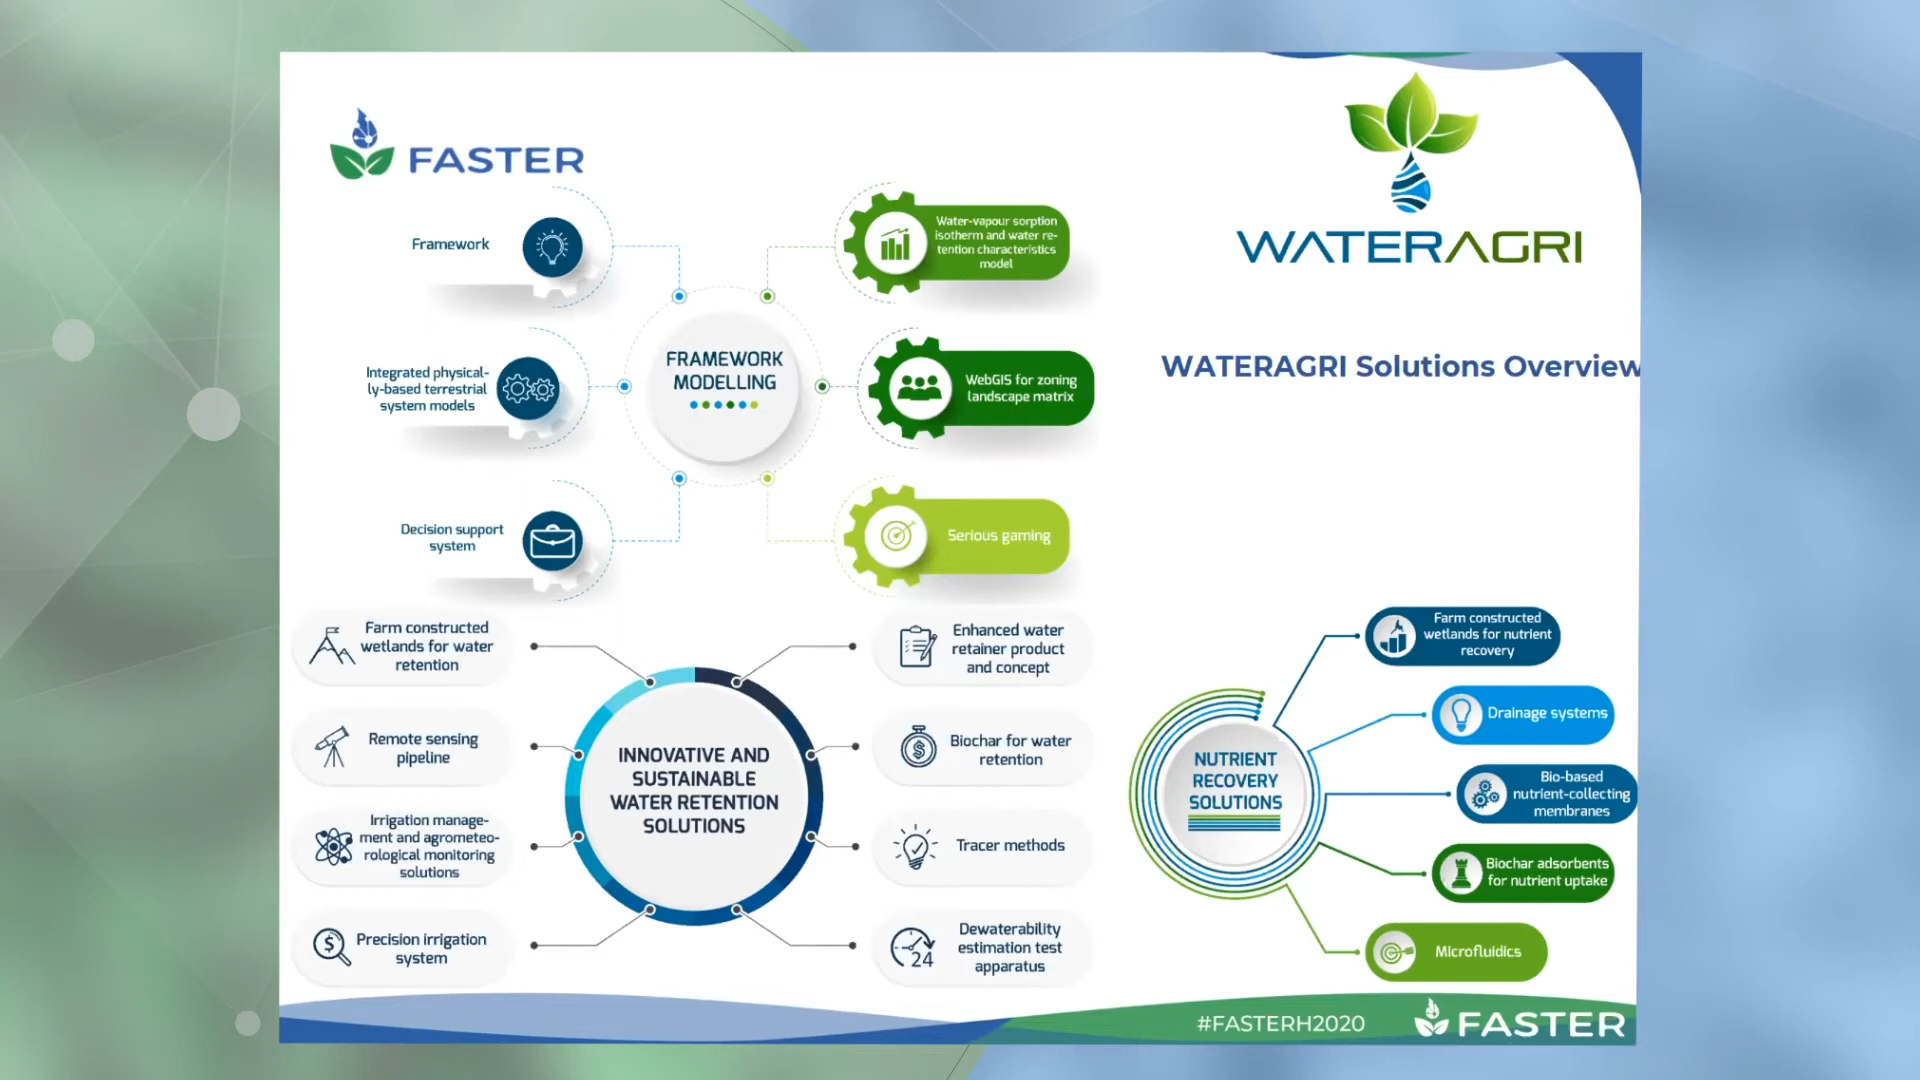 FASTER
WATERAGRI
WATERAGRI Solutions Overview
FRAMEWORK
MODELLING
Framework
Integrated physical-
ly-based terrestrial
system models
Decision support
system
Water-vapour sorption
isotherm and water re-
tention characteristics
model
WebGIS for zoning
landscape matrix
Serious gaming
INNOVATIVE AND
SUSTAINABLE
WATER RETENTION
SOLUTIONS
Farm constructed
wetlands for water
retention
Remote sensing
pipeline
Irrigation manage-
ment and agrometeo-
rological monitoring
solutions
$
Precision irrigation
system
Enhanced water
retainer product
and concept
$
Biochar for water
retention
Tracer methods
24
Dewaterability
estimation test
apparatus
NUTRIENT
RECOVERY
SOLUTIONS
Farm constructed
wetlands for nutrient
recovery
Drainage systems
Bio-based
nutrient-collecting
membranes
Biochar adsorbents
for nutrient uptake
Microfluidics
#FASTERH2020
FASTER